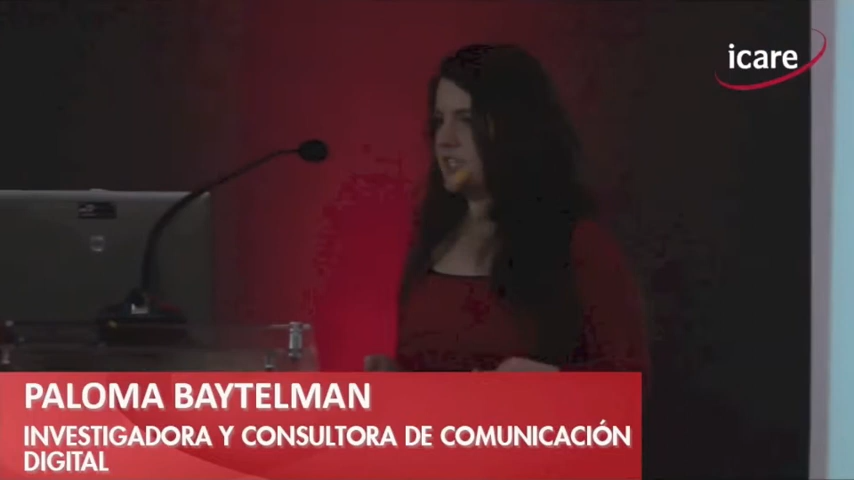 icare
PALOMA BAYTELMAN
INVESTIGADORA Y CONSULTORA DE COMUNICACIÓN
DIGITAL